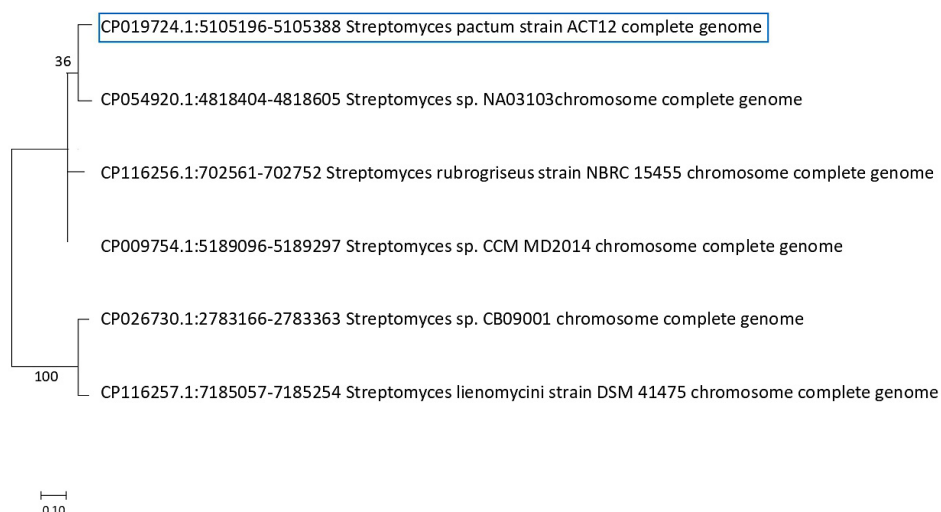 CP019724.1:5105196-5105388 Streptomyces pactum strain ACT12 complete genome
36
CP054920.1:4818404-4818605 Streptomyces sp. NA03103chromosome complete genome
CP116256.1:702561-702752 Streptomyces rubrogriseus strain NBRC 15455 chromosome complete genome
CP009754.1:5189096-5189297 Streptomyces sp. CCM MD2014 chromosome complete genome
CP026730.1:2783166-2783363 Streptomyces sp. CB09001 chromosome complete genome
100
CP116257.1:7185057-7185254 Streptomyces lienomycini strain DSM 41475 chromosome complete genome
0.10